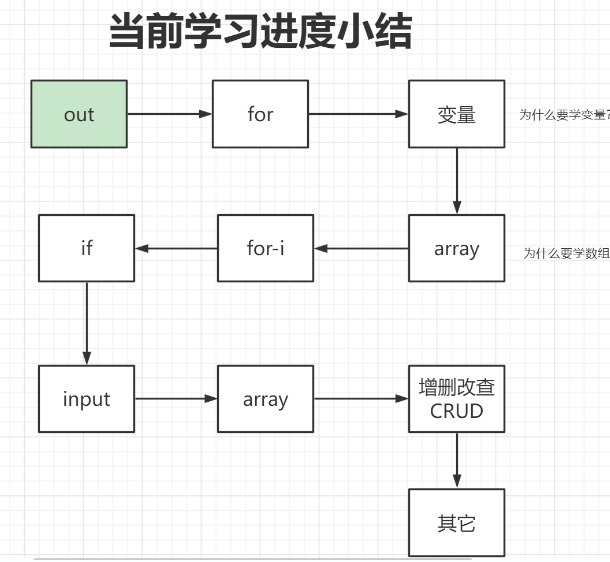 当前学习进度小结
out
for
变量
为什么要学变量?
if
for-i
array
为什么要学数组
input
array
增删改查
CRUD
其它